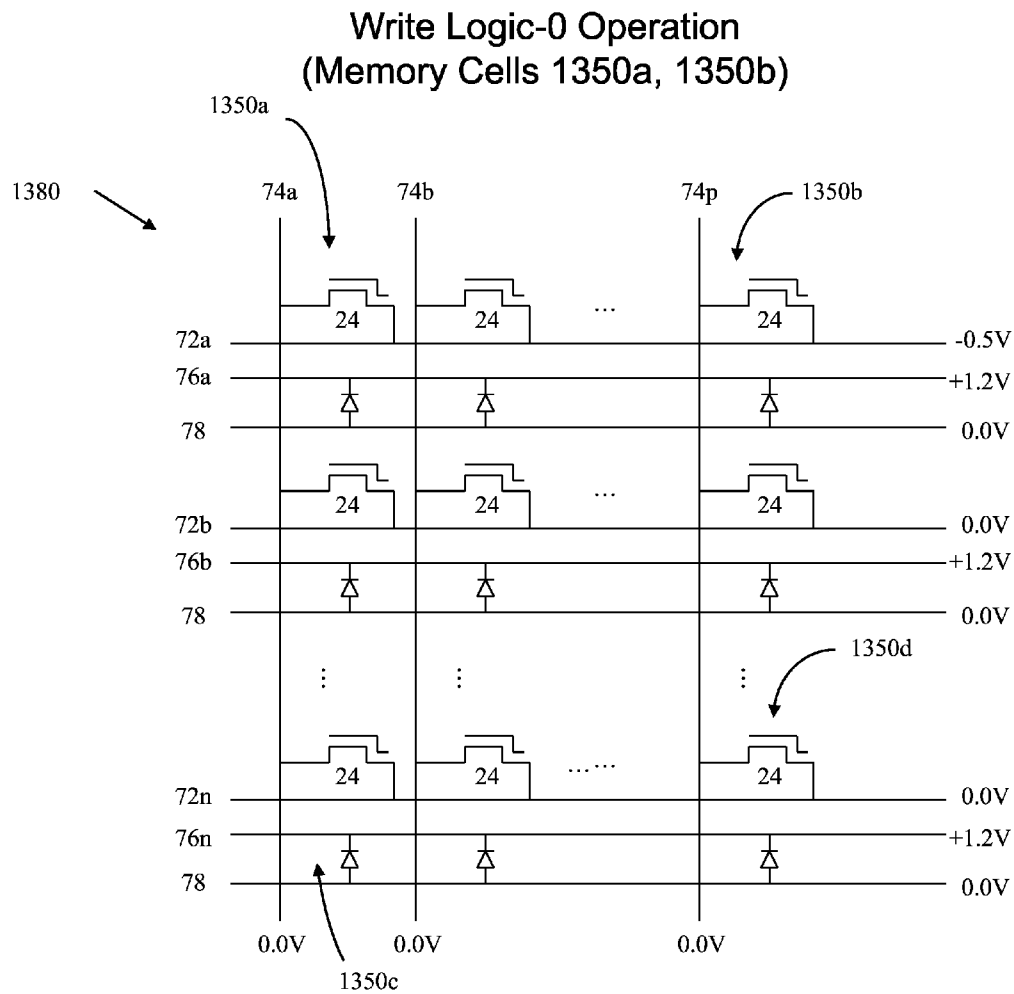 Write Logic-0 Operation
(Memory Cells 1350a, 1350b)
1350a
1380
74a 74b 74p 1350b
24 24 ... 24
72a -0.5V
76a +1.2V
78 0.0V
24 24 ... 24
72b 0.0V
76b +1.2V
78 0.0V
1350d
... ... ...
24 24 ... ... 24
72n 0.0V
76n +1.2V
78 0.0V
0.0V 0.0V 0.0V
1350c